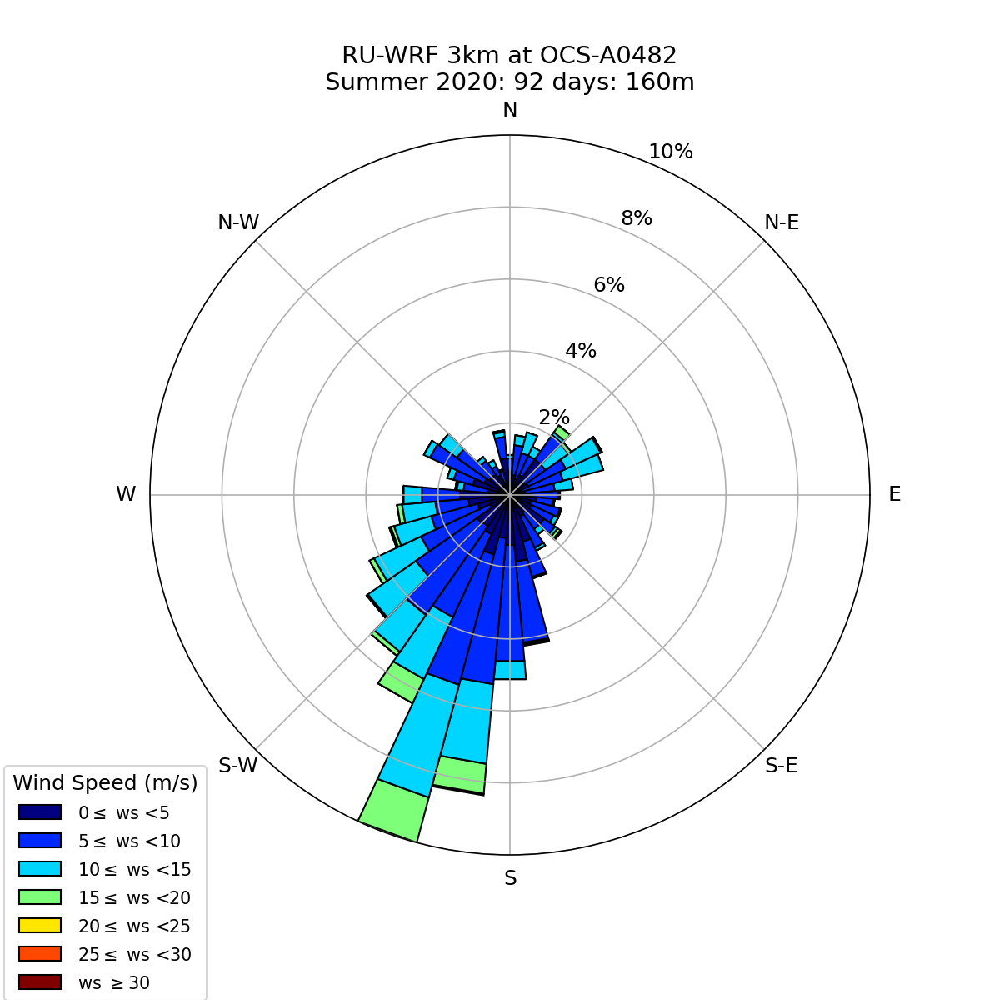 RU-WRF 3km at OCS-A0482
Summer 2020: 92 days: 160m
N
10%
N-W
8%
N-E
6%
4%
2%
W
E
S-W
S-E
S
Wind Speed (m/s)
0≤ ws <5
5≤ ws <10
10≤ ws <15
15≤ ws <20
20≤ ws <25
25≤ ws <30
ws ≥30